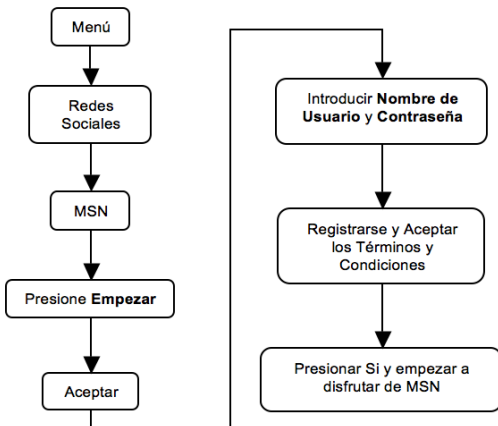 Menú
Redes
Sociales
MSN
Presione Empezar
Aceptar
Introducir Nombre de
Usuario y Contraseña
Registrarse y Aceptar
los Términos y
Condiciones
Presionar Si y empezar a
disfrutar de MSN